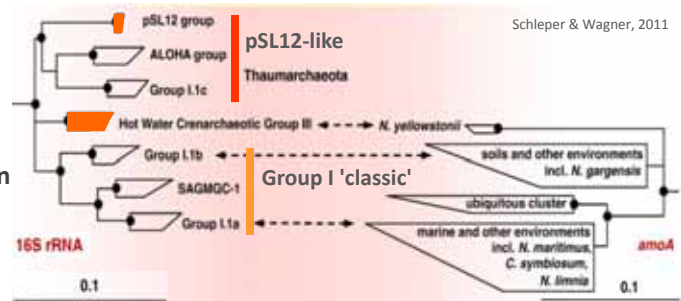 Schleper & Wagner, 2011
pSL12 group
pSL12-like
ALOHA group
Thaumarchaeota
Group I.1c
Hot Water Crenarchaeotic Group III
N. yellowstonii
Group I.1b
soils and other environments
incl. N. gargensis
n
SAGMGC-1
Group I 'classic'
ubiquitous cluster
Group I.1a
marine and other environments
incl. N. maritimus,
C. symbiosum,
N. limnia
16S rRNA
amoA
0.1
0.1